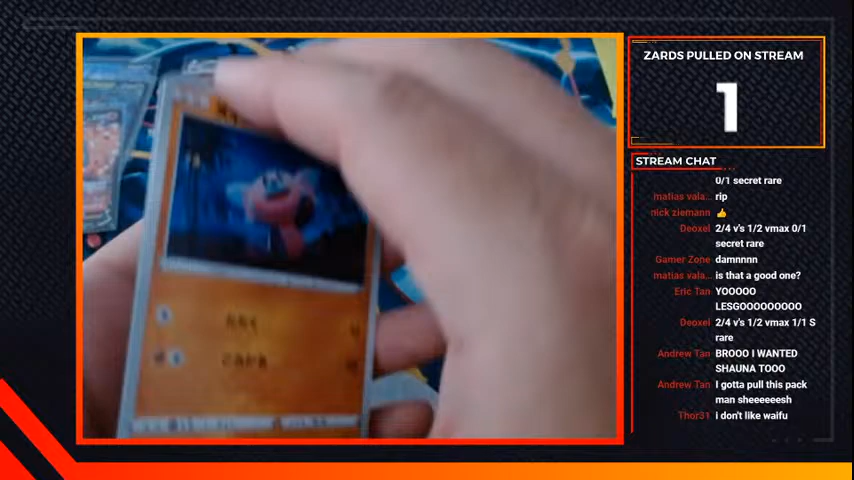 ZARDS PULLED ON STREAM
1
STREAM CHAT
0/1 secret rare
matias vala... rip
nick ziemann 👍
Deoxel 2/4 v's 1/2 vmax 0/1
secret rare
Gamer Zone damnnnn
matias vala... is that a good one?
Eric Tan YOOOOO
LESGOOOOOOOOO
Deoxel 2/4 v's 1/2 vmax 1/1 S
rare
Andrew Tan BROOO I WANTED
SHAUNA TOOO
Andrew Tan I gotta pull this pack
man sheeeeeesh
Thor31 i don't like waifu